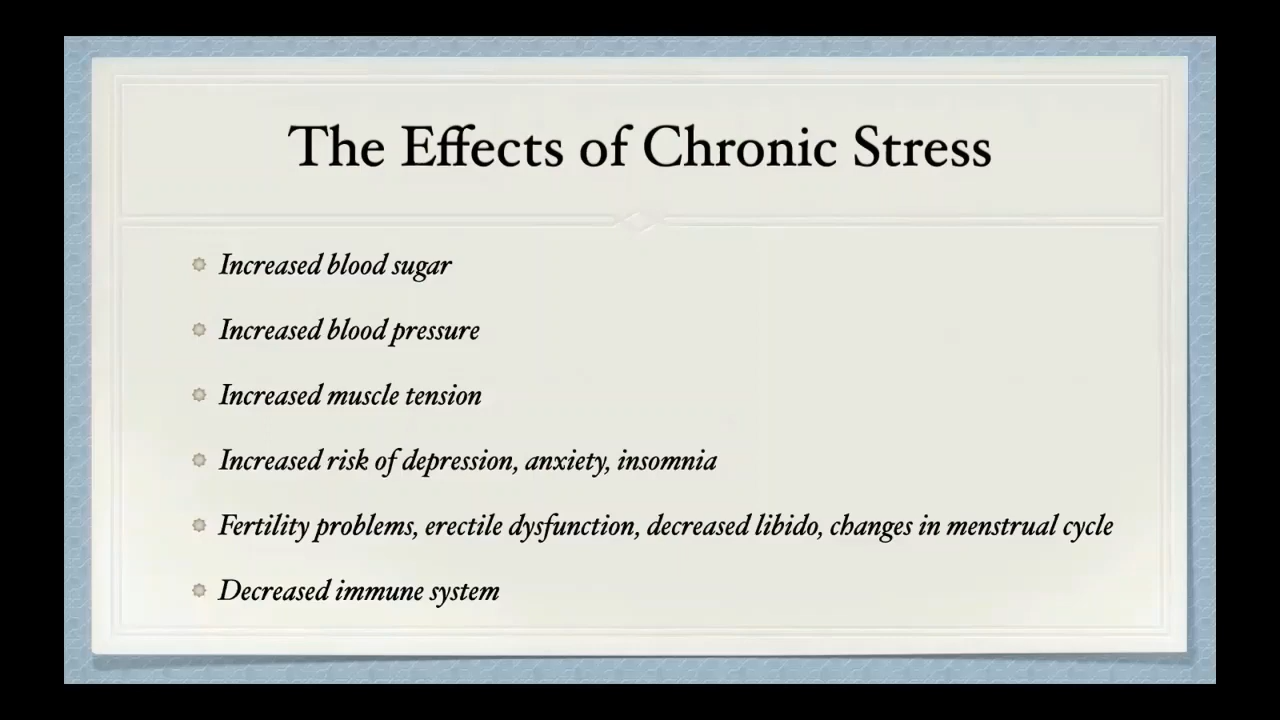 The Effects of Chronic Stress
Increased blood sugar
Increased blood pressure
Increased muscle tension
Increased risk of depression, anxiety, insomnia
Fertility problems, erectile dysfunction, decreased libido, changes in menstrual cycle
Decreased immune system